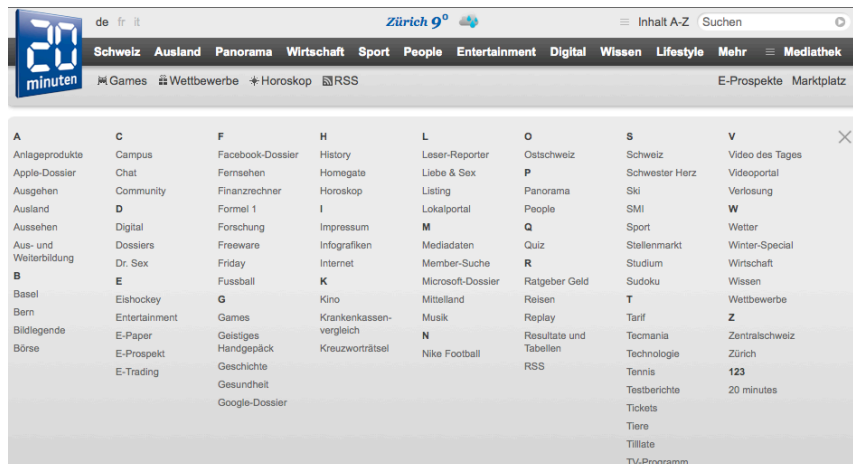 20
minuten
de fr it
Zürich 9°
Inhalt A-Z
Suchen
Schweiz Ausland Panorama Wirtschaft Sport People Entertainment Digital Wissen Lifestyle Mehr Mediathek
Games Wettbewerbe Horoskop RSS
E-Prospekte Marktplatz
A
Anlageprodukte
Apple-Dossier
Ausgehen
Ausland
Aussehen
Aus- und
Weiterbildung
B
Basel
Bern
Bildlegende
Börse
C
Campus
Chat
Community
D
Digital
Dossiers
Dr. Sex
E
Eishockey
Entertainment
E-Paper
E-Prospekt
E-Trading
F
Facebook-Dossier
Fernsehen
Finanzrechner
Formel 1
Forschung
Freeware
Friday
Fussball
G
Games
Geistiges
Handgepäck
Geschichte
Gesundheit
Google-Dossier
H
History
Homegate
Horoskop
I
Impressum
Infografiken
Internet
K
Kino
Krankenkassen-
vergleich
Kreuzworträtsel
L
Leser-Reporter
Liebe & Sex
Listing
Lokalportal
M
Mediadaten
Member-Suche
Microsoft-Dossier
Mittelland
Musik
N
Nike Football
O
Ostschweiz
P
Panorama
People
Q
Quiz
R
Ratgeber Geld
Reisen
Replay
Resultate und
Tabellen
RSS
S
Schweiz
Schwester Herz
Ski
SMI
Sport
Stellenmarkt
Studium
Sudoku
T
Tarif
Tecmania
Technologie
Tennis
Testberichte
Tickets
Tiere
Tilllate
TV-Programm
V
Video des Tages
Videoportal
Verlosung
W
Wetter
Winter-Special
Wirtschaft
Wissen
Wettbewerbe
Z
Zentralschweiz
Zürich
123
20 minutes